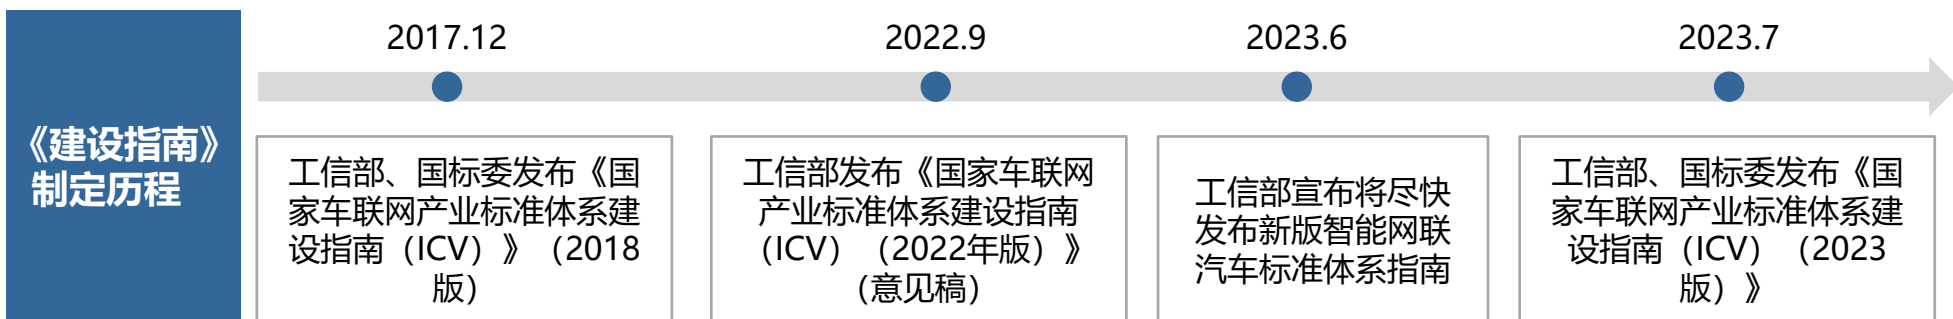 《建设指南》
制定历程
2017.12
2022.9
2023.6
2023.7
工信部、国标委发布《国
家车联网产业标准体系建
设指南（ICV）》（2018
版）
工信部发布《国家车联网
产业标准体系建设指南
（ICV）（2022年版）》
（意见稿）
工信部宣布将尽快
发布新版智能网联
汽车标准体系指南
工信部、国标委发布《国
家车联网产业标准体系建
设指南（ICV）（2023
版）》